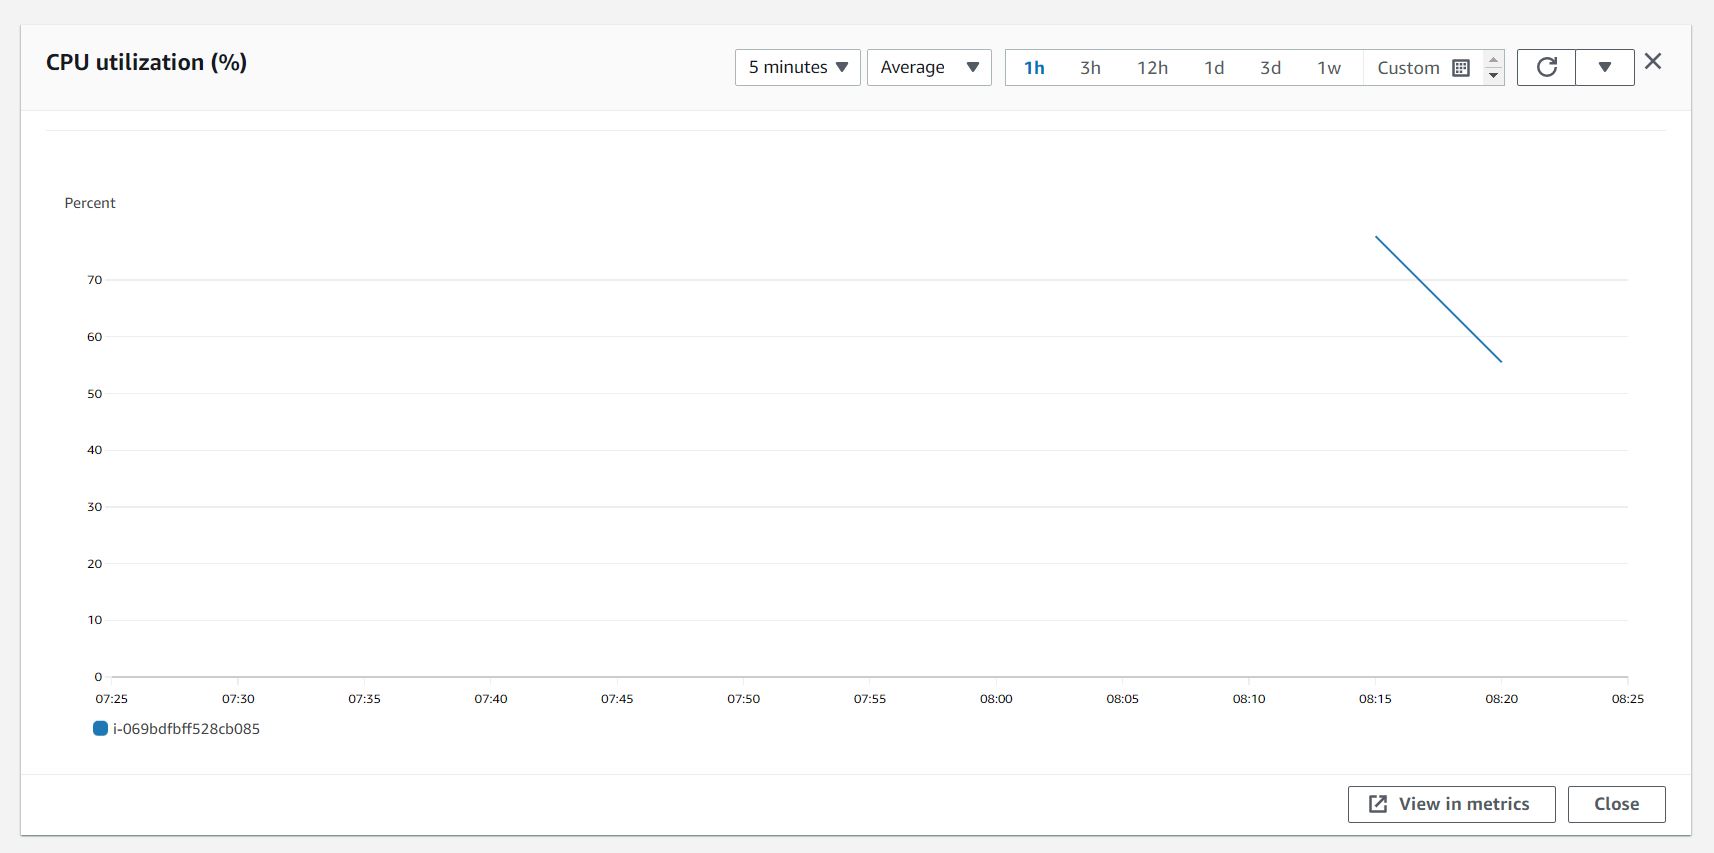 CPU utilization (%)
5 minutes Average 1h 3h 12h 1d 3d 1w Custom
Percent
70
60
50
40
30
20
10
0
07:25 07:30 07:35 07:40 07:45 07:50 07:55 08:00 08:05 08:10 08:15 08:20 08:25
i-069bdfbff528cb085
View in metrics Close